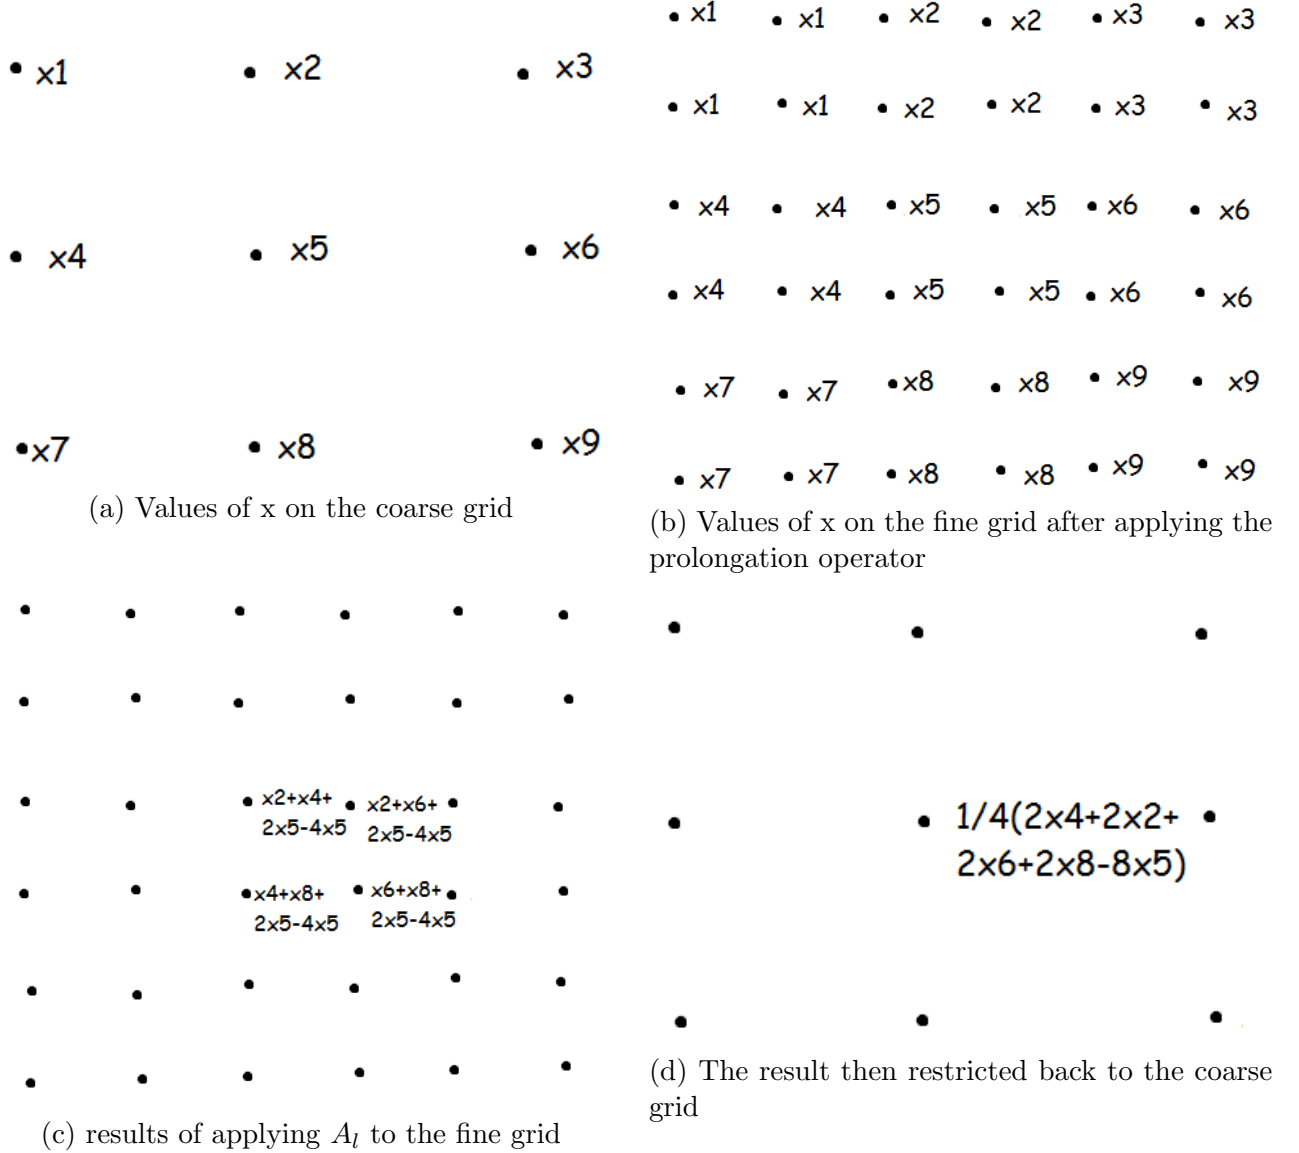 x1 x2 x3
x4 x5 x6
x7 x8 x9
(a) Values of x on the coarse grid
x1 x1 x2 x2 x3 x3
x1 x1 x2 x2 x3 x3
x4 x4 x5 x5 x6 x6
x4 x4 x5 x5 x6 x6
x7 x7 x8 x8 x9 x9
x7 x7 x8 x8 x9 x9
(b) Values of x on the fine grid after applying the
prolongation operator
x2+x4+ x2+x6+
2x5-4x5 2x5-4x5
x4+x8+ x6+x8+
2x5-4x5 2x5-4x5
(c) results of applying A_l to the fine grid
1/4(2x4+2x2+
2x6+2x8-8x5)
(d) The result then restricted back to the coarse
grid